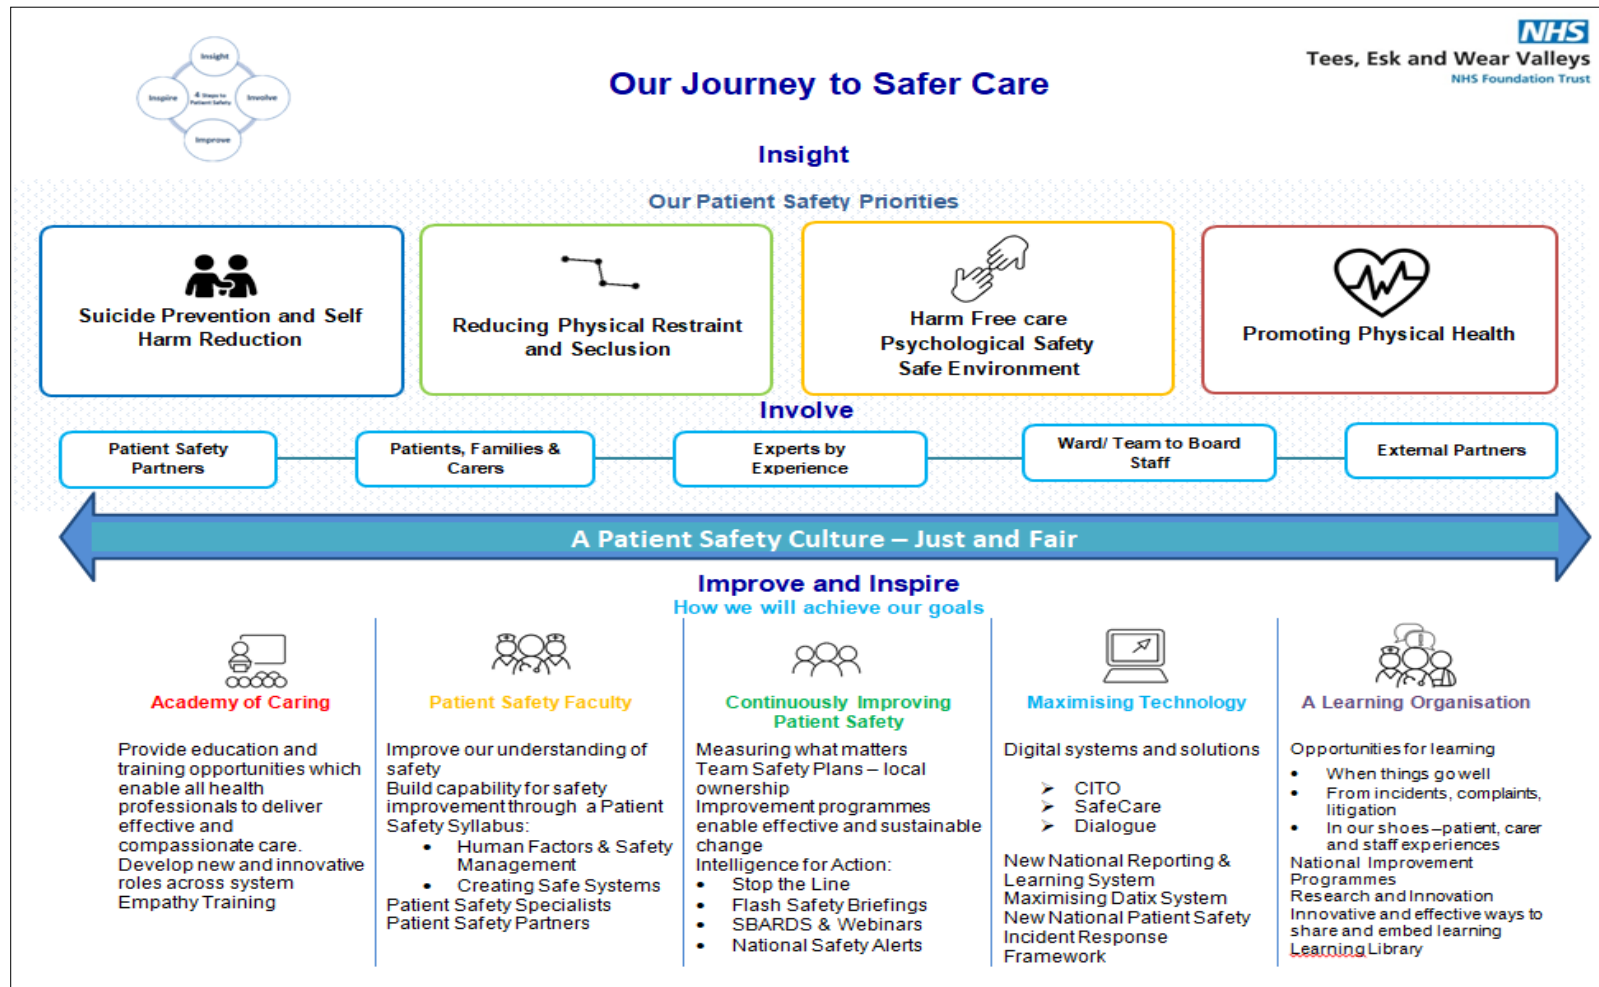 NHS
Tees, Esk and Wear Valleys
NHS Foundation Trust
Insight
Inspire
4 Steps to
Patient Safety
Involve
Improve
Our Journey to Safer Care
Insight
Our Patient Safety Priorities
Suicide Prevention and Self
Harm Reduction
Reducing Physical Restraint
and Seclusion
Harm Free care
Psychological Safety
Safe Environment
Promoting Physical Health
Involve
Patient Safety
Partners
Patients, Families &
Carers
Experts by
Experience
Ward/ Team to Board
Staff
External Partners
A Patient Safety Culture – Just and Fair
Improve and Inspire
How we will achieve our goals
Academy of Caring
Provide education and
training opportunities which
enable all health
professionals to deliver
effective and
compassionate care.
Develop new and innovative
roles across system
Empathy Training
Patient Safety Faculty
Improve our understanding of
safety
Build capability for safety
improvement through a Patient
Safety Syllabus:
• Human Factors & Safety
Management
• Creating Safe Systems
Patient Safety Specialists
Patient Safety Partners
Continuously Improving
Patient Safety
Measuring what matters
Team Safety Plans – local
ownership
Improvement programmes
enable effective and sustainable
change
Intelligence for Action:
• Stop the Line
• Flash Safety Briefings
• SBARDS & Webinars
• National Safety Alerts
Maximising Technology
Digital systems and solutions
➢ CITO
➢ SafeCare
➢ Dialogue
New National Reporting &
Learning System
Maximising Datix System
New National Patient Safety
Incident Response
Framework
A Learning Organisation
Opportunities for learning
• When things go well
• From incidents, complaints,
litigation
• In our shoes –patient, carer
and staff experiences
National Improvement
Programmes
Research and Innovation
Innovative and effective ways to
share and embed learning
Learning Library